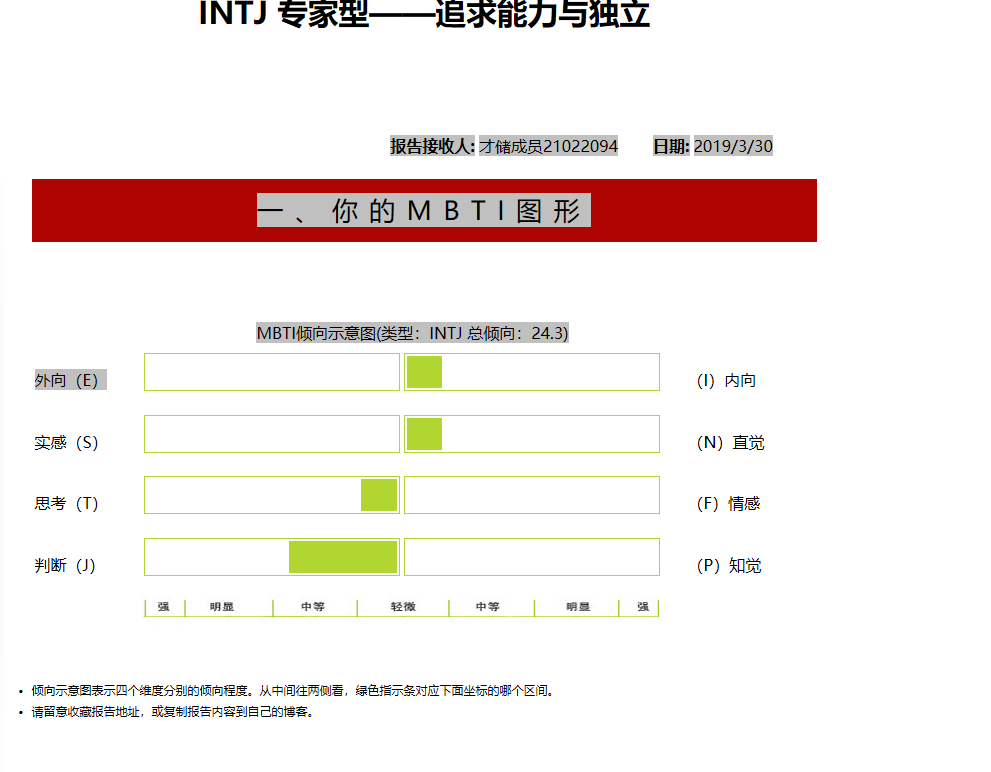 INTJ 专家型——追求能力与独立
报告接收人: 才储成员21022094 日期: 2019/3/30
一、你的MBTI图形
MBTI倾向示意图(类型：INTJ 总倾向：24.3)
外向（E） （I）内向
实感（S） （N）直觉
思考（T） （F）情感
判断（J） （P）知觉
强 明显 中等 轻微 中等 明显 强
• 倾向示意图表示四个维度分别的倾向程度。从中间往两侧看，绿色指示条对应下面坐标的哪个区间。
• 请留意收藏报告地址，或复制报告内容到自己的博客。